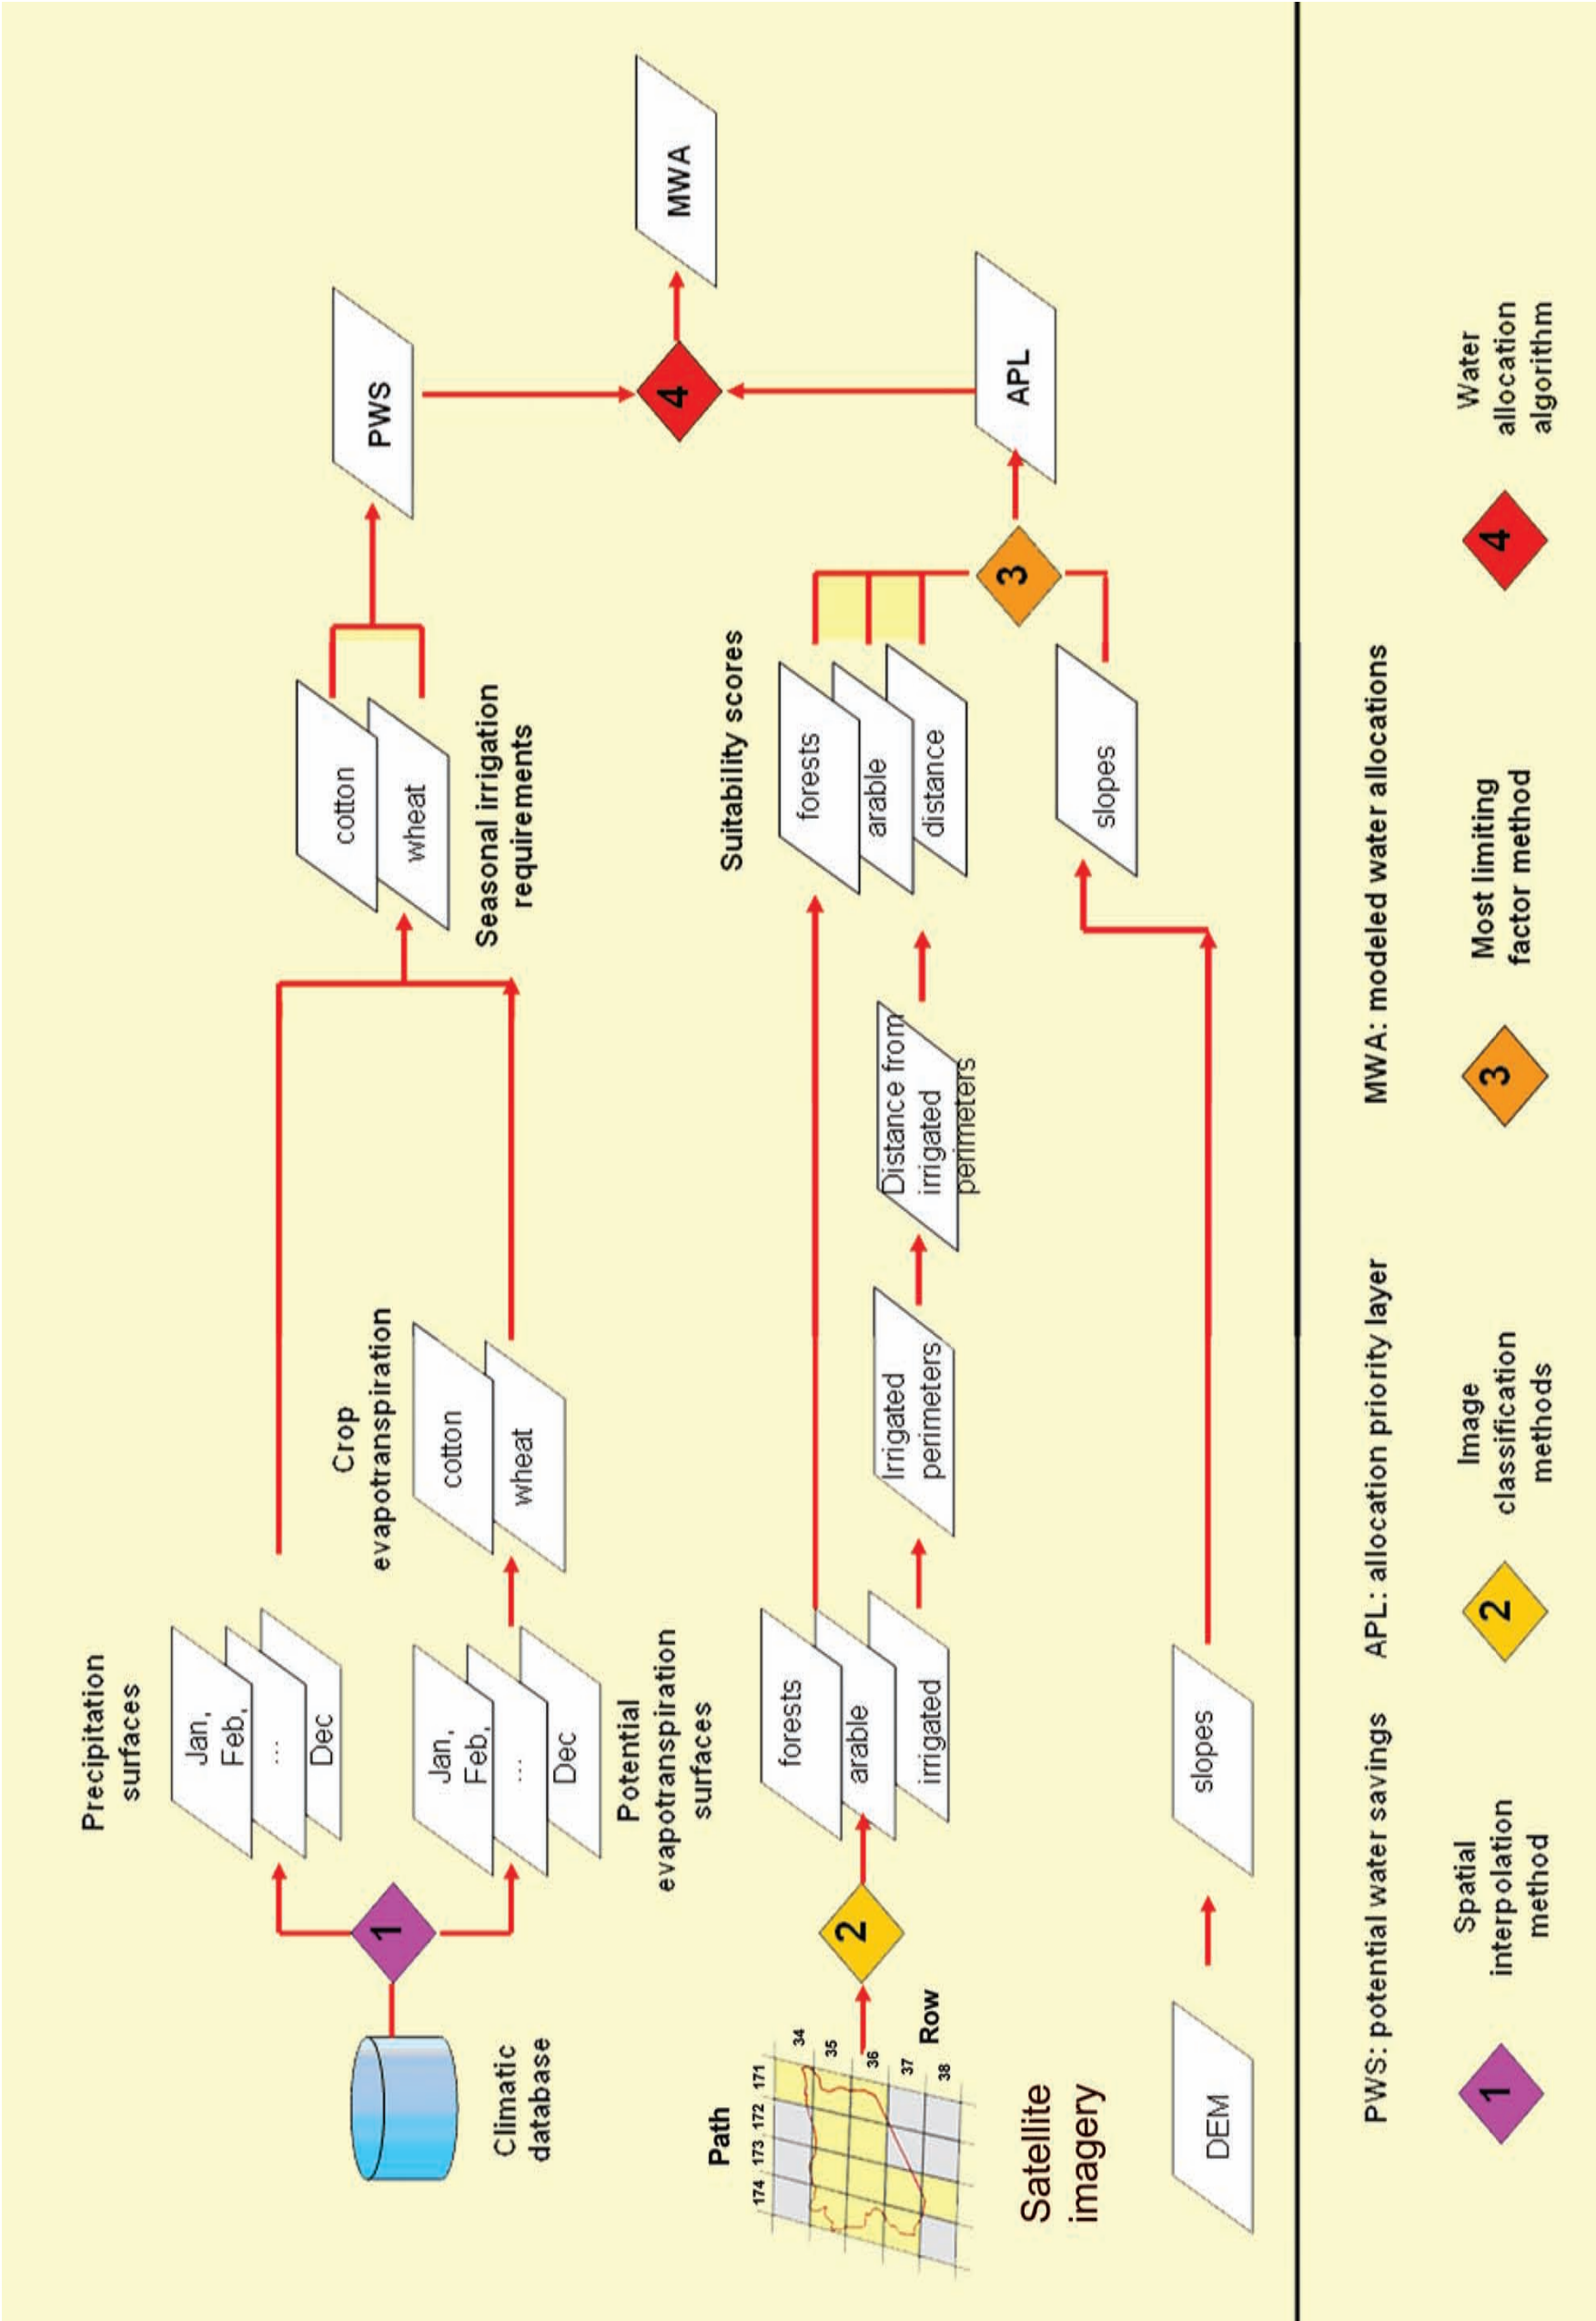 Precipitation
surfaces
Jan,
Feb,
...
Dec
Climatic
database
1
Jan,
Feb,
...
Dec
Potential
evapotranspiration
surfaces
Crop
evapotranspiration
cotton
wheat
cotton
wheat
Seasonal irrigation
requirements
PWS
4
MWA
Path
174 173 172 171
34
35
36
37
38
Row
Satellite
imagery
2
forests
arable
irrigated
Irrigated
perimeters
Distance from
irrigated
perimeters
Suitability scores
forests
arable
distance
3
APL
DEM
slopes
slopes
PWS: potential water savings
APL: allocation priority layer
MWA: modeled water allocations
1
Spatial
interpolation
method
2
Image
classification
methods
3
Most limiting
factor method
4
Water
allocation
algorithm